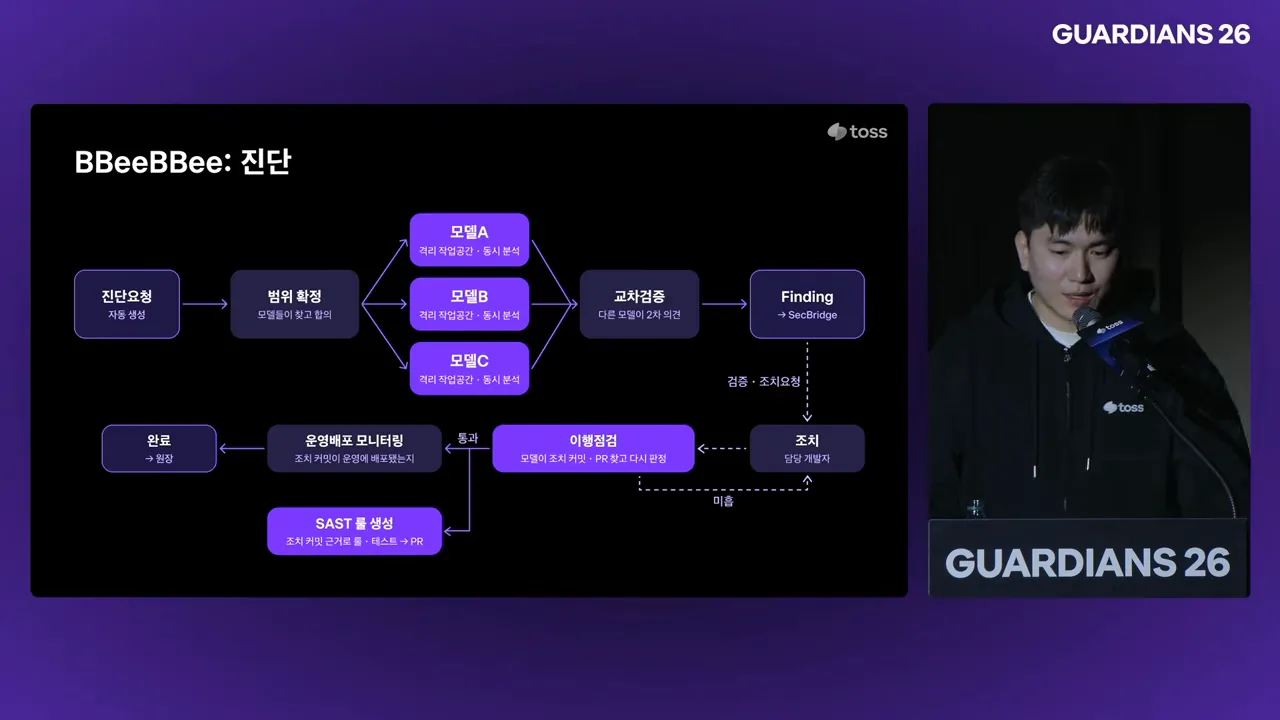 GUARDIANS 26
toss
BBeeBBee: 진단
진단요청
자동 생성
범위 확정
모델들이 찾고 합의
모델A
격리 작업공간 · 동시 분석
모델B
격리 작업공간 · 동시 분석
모델C
격리 작업공간 · 동시 분석
교차검증
다른 모델이 2차 의견
Finding
→ SecBridge
검증 · 조치요청
조치
담당 개발자
이행점검
모델이 조치 커밋 · PR 찾고 다시 판정
미흡
통과
운영배포 모니터링
조치 커밋이 운영에 배포됐는지
완료
→ 원장
SAST 룰 생성
조치 커밋 근거로 룰 · 테스트 → PR
toss
toss
GUARDIANS 26